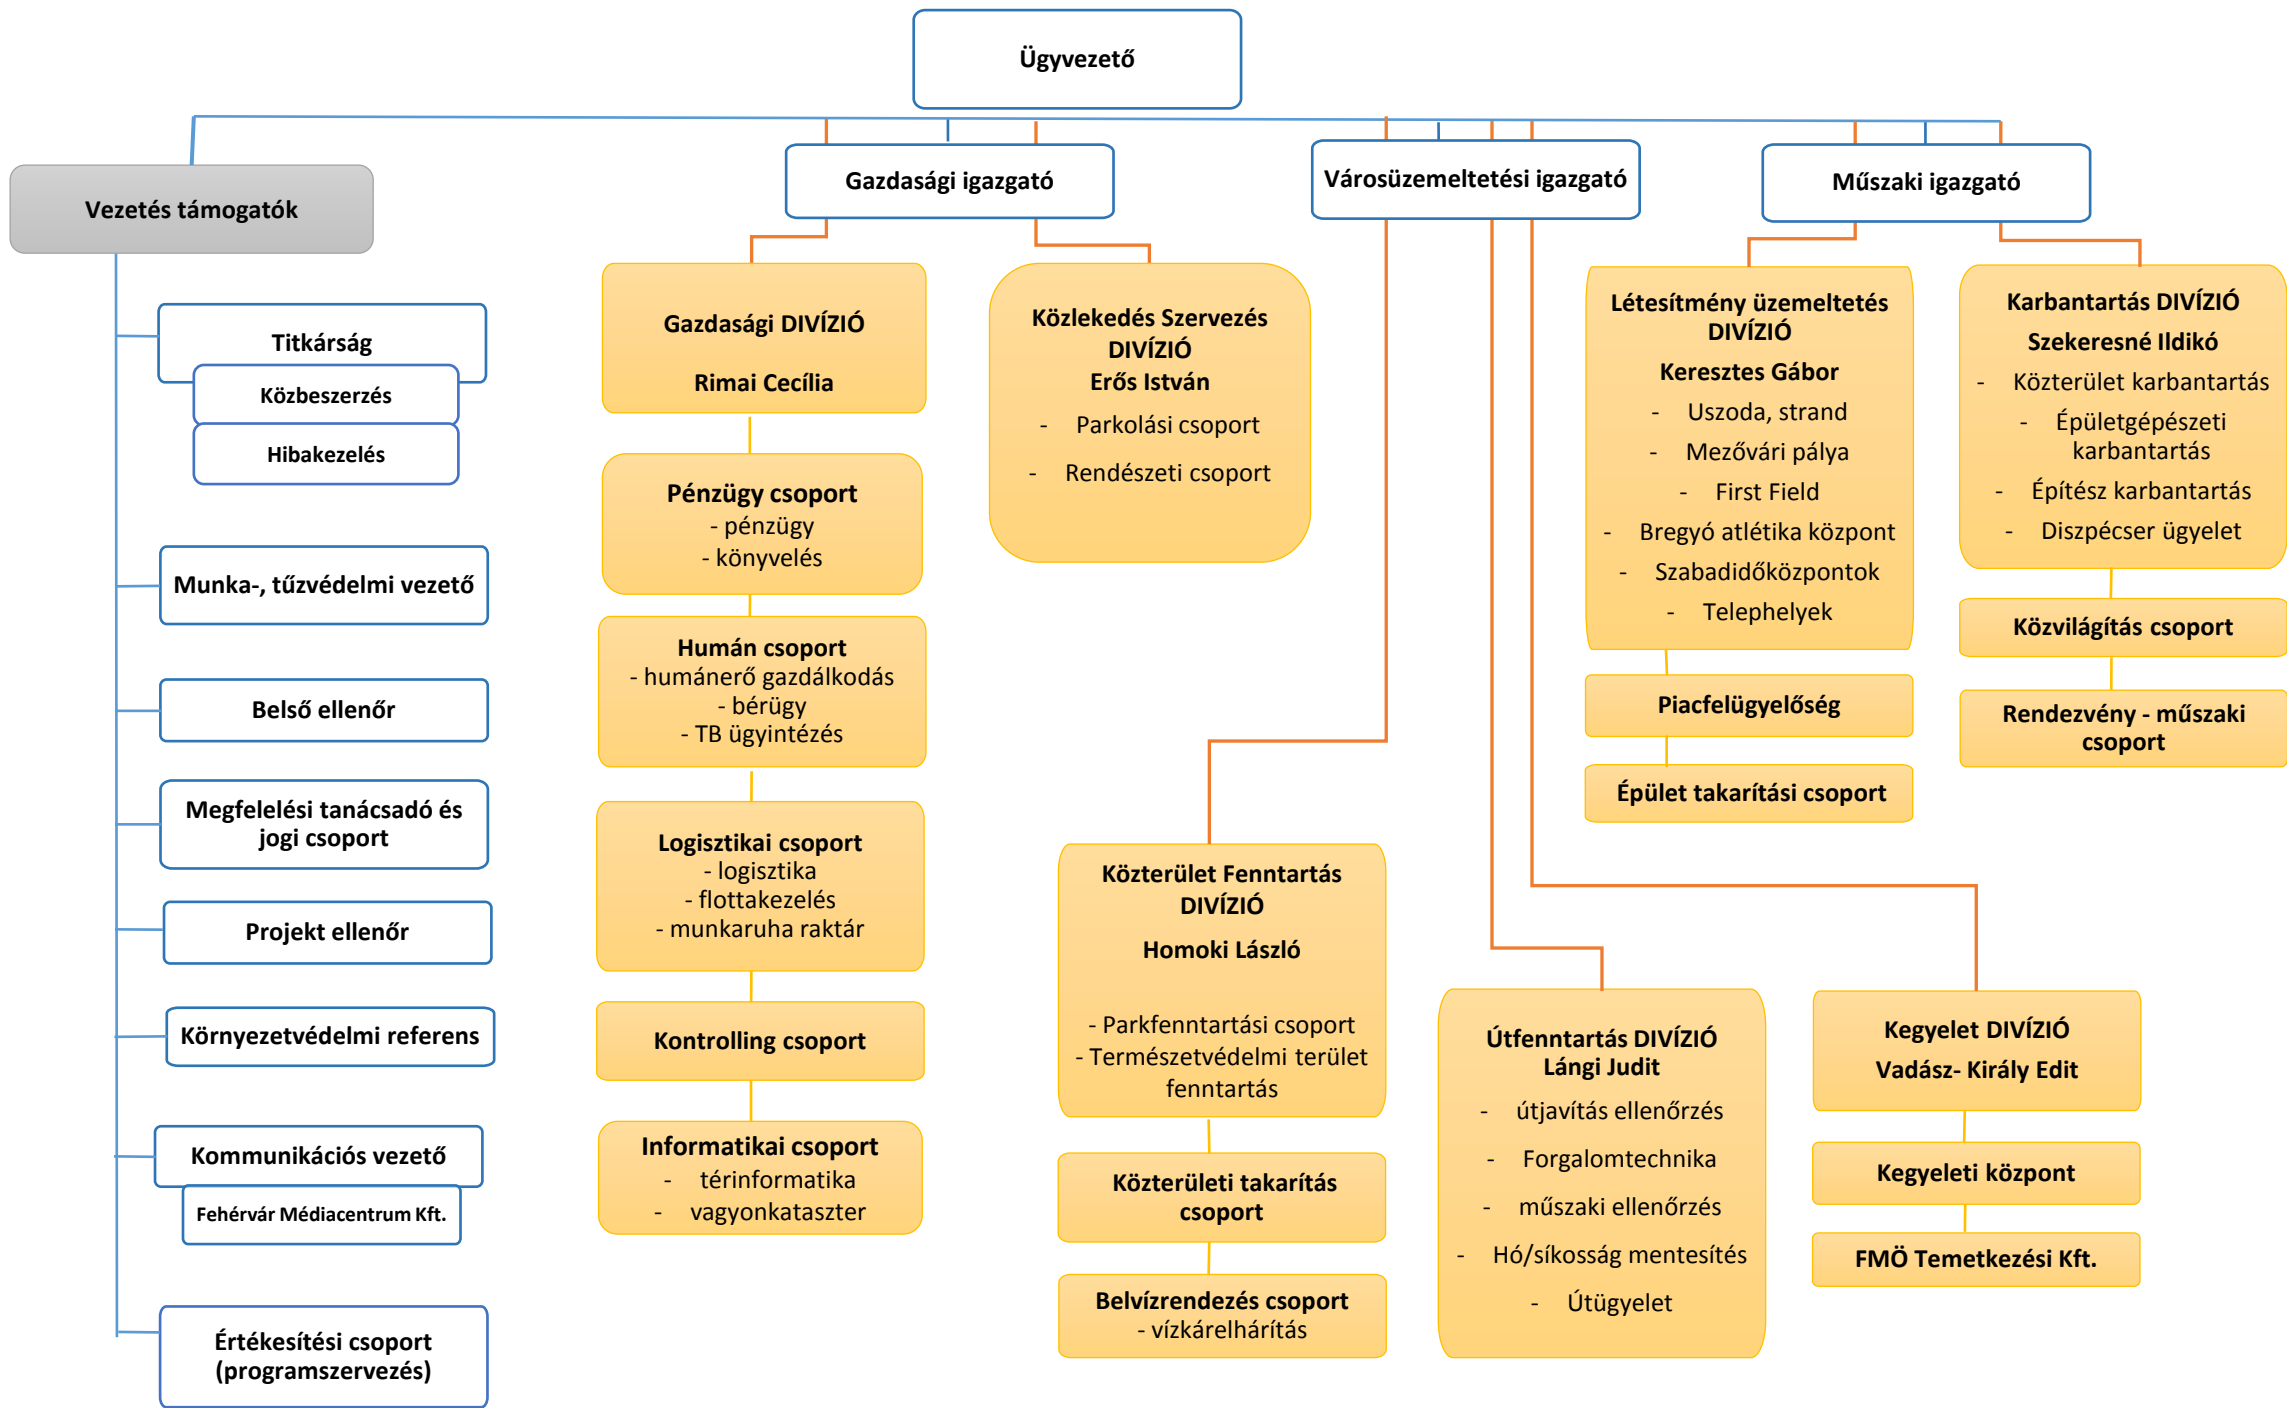 Ügyvezető
Vezetés támogatók
Gazdasági igazgató
Városüzemeltetési igazgató
Műszaki igazgató
Titkárság
Közbeszerzés
Hibakezelés
Munka-, tűzvédelmi vezető
Belső ellenőr
Megfelelési tanácsadó és
jogi csoport
Projekt ellenőr
Környezetvédelmi referens
Kommunikációs vezető
Fehérvár Médiacentrum Kft.
Értékesítési csoport
(programszervezés)
Gazdasági DIVÍZIÓ
Rimai Cecília
Pénzügy csoport
- pénzügy
- könyvelés
Humán csoport
- humánerő gazdálkodás
- bérügy
- TB ügyintézés
Logisztikai csoport
- logisztika
- flottakezelés
- munkaruha raktár
Kontrolling csoport
Informatikai csoport
- térinformatika
- vagyonkataszter
Közlekedés Szervezés
DIVÍZIÓ
Erős István
- Parkolási csoport
- Rendészeti csoport
Közterület Fenntartás
DIVÍZIÓ
Homoki László
- Parkfenntartási csoport
- Természetvédelmi terület
fenntartás
Közterületi takarítás
csoport
Belvízrendezés csoport
- vízkárelhárítás
Útfenntartás DIVÍZIÓ
Lángi Judit
- útjavítás ellenőrzés
- Forgalomtechnika
- műszaki ellenőrzés
- Hó/síkosság mentesítés
- Útügyelet
Kegyelet DIVÍZIÓ
Vadász- Király Edit
Kegyeleti központ
FMÖ Temetkezési Kft.
Létesítmény üzemeltetés
DIVÍZIÓ
Keresztes Gábor
- Uszoda, strand
- Mezővári pálya
- First Field
- Bregyó atlétika központ
- Szabadidőközpontok
- Telephelyek
Piacfelügyelőség
Épület takarítási csoport
Karbantartás DIVÍZIÓ
Szekeresné Ildikó
- Közterület karbantartás
- Épületgépészeti
karbantartás
- Építész karbantartás
- Diszpécser ügyelet
Közvilágítás csoport
Rendezvény - műszaki
csoport